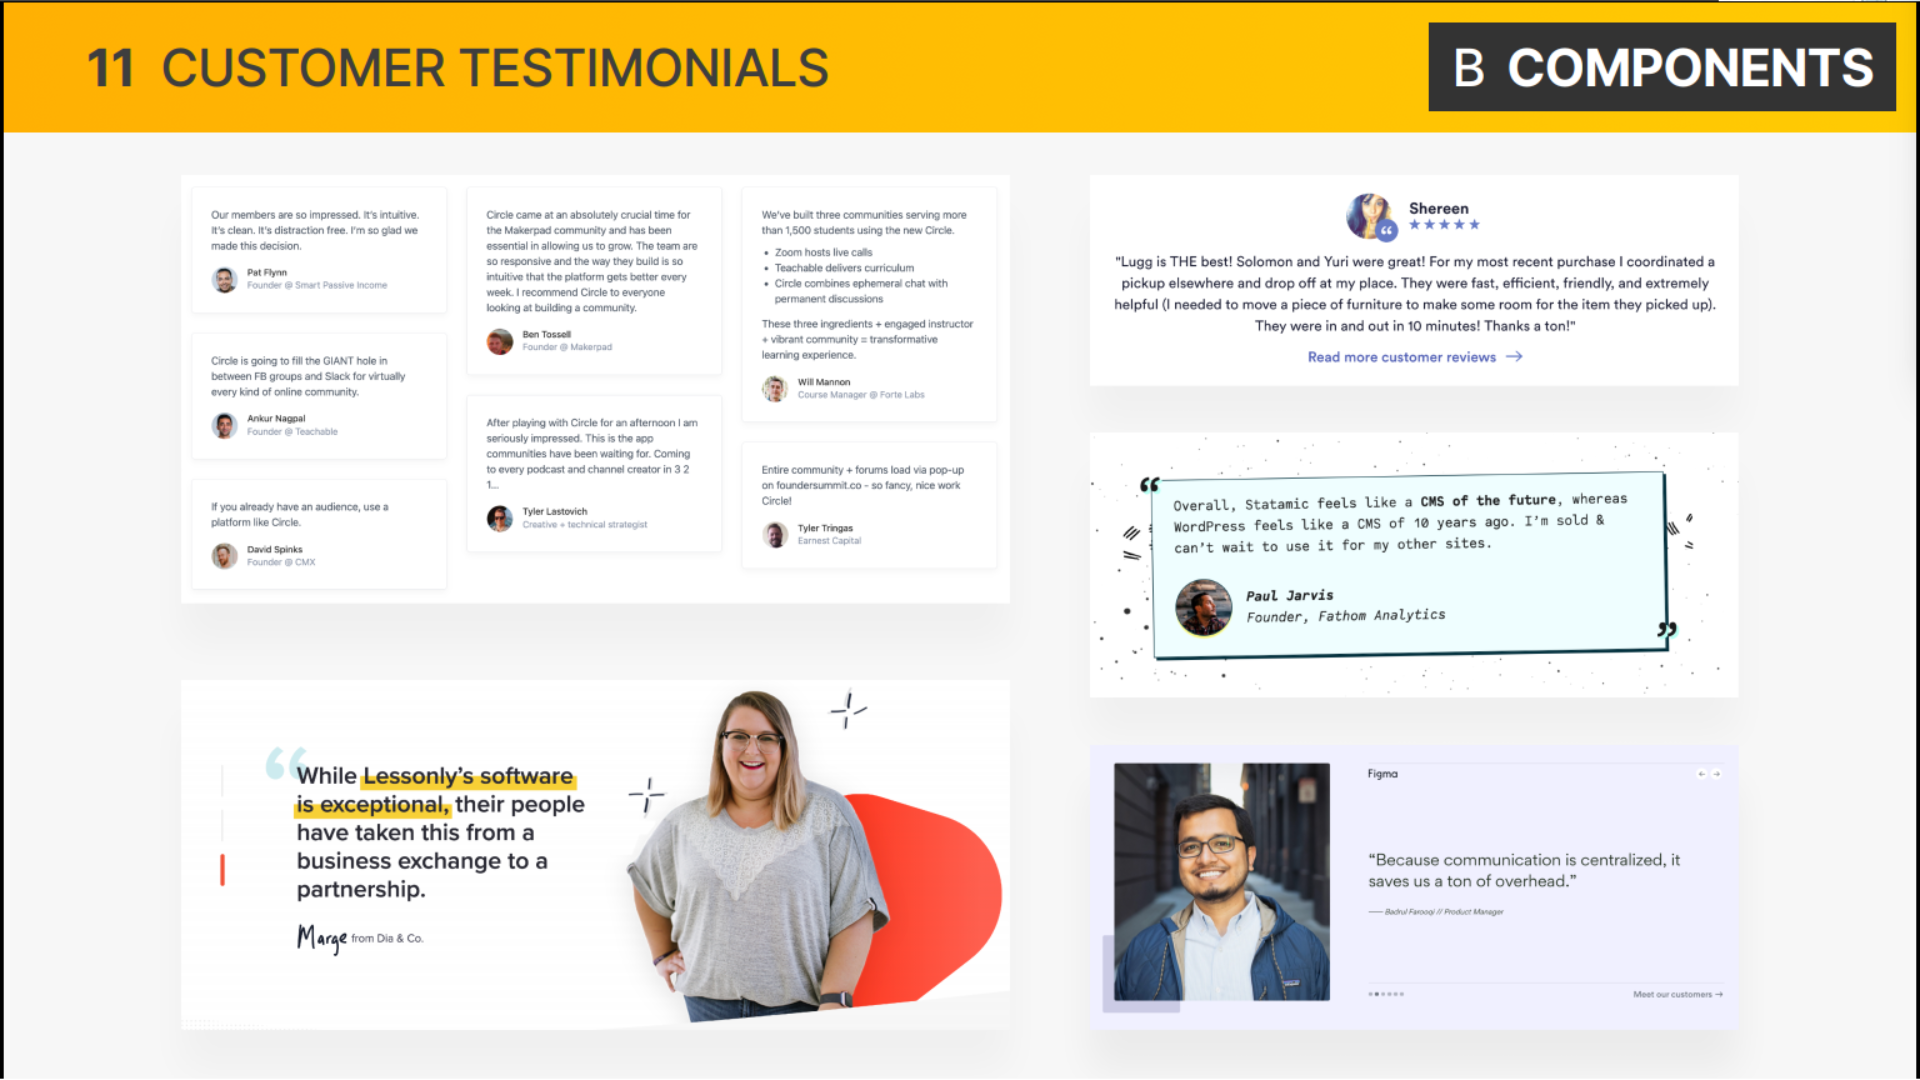 11 CUSTOMER TESTIMONIALS
B COMPONENTS
Our members are so impressed. It's intuitive.
It's clean. It's distraction free. I'm so glad we
made this decision.
Pat Flynn
Founder @ Smart Passive Income
Circle is going to fill the GIANT hole in
between FB groups and Slack for virtually
every kind of online community.
Ankur Nagpal
Founder @ Teachable
If you already have an audience, use a
platform like Circle.
David Spinks
Founder @ CMX
Circle came at an absolutely crucial time for
the Makerpad community and has been
essential in allowing us to grow. The team are
so responsive and the way they build is so
intuitive that the platform gets better every
week. I recommend Circle to everyone
looking at building a community.
Ben Tossell
Founder @ Makerpad
After playing with Circle for an afternoon I am
seriously impressed. This is the app
communities have been waiting for. Coming
to every podcast and channel creator in 3 2
1...
Tyler Lastovich
Creative + technical strategist
We've built three communities serving more
than 1,500 students using the new Circle.
• Zoom hosts live calls
• Teachable delivers curriculum
• Circle combines ephemeral chat with
permanent discussions
These three ingredients + engaged instructor
+ vibrant community = transformative
learning experience.
Will Mannon
Course Manager @ Forte Labs
Entire community + forums load via pop-up
on foundersummit.co - so fancy, nice work
Circle!
Tyler Tringas
Earnest Capital
Shereen
★★★★★
"Lugg is THE best! Solomon and Yuri were great! For my most recent purchase I coordinated a
pickup elsewhere and drop off at my place. They were fast, efficient, friendly, and extremely
helpful (I needed to move a piece of furniture to make some room for the item they picked up).
They were in and out in 10 minutes! Thanks a ton!"
Read more customer reviews →
“
Overall, Statamic feels like a CMS of the future, whereas
WordPress feels like a CMS of 10 years ago. I'm sold &
can't wait to use it for my other sites.
Paul Jarvis
Founder, Fathom Analytics
”
“While Lessonly's software
is exceptional, their people
have taken this from a
business exchange to a
partnership.
Marge from Dia & Co.
Figma
← →
“Because communication is centralized, it
saves us a ton of overhead.”
—— Badrul Farooqi // Product Manager
Meet our customers →